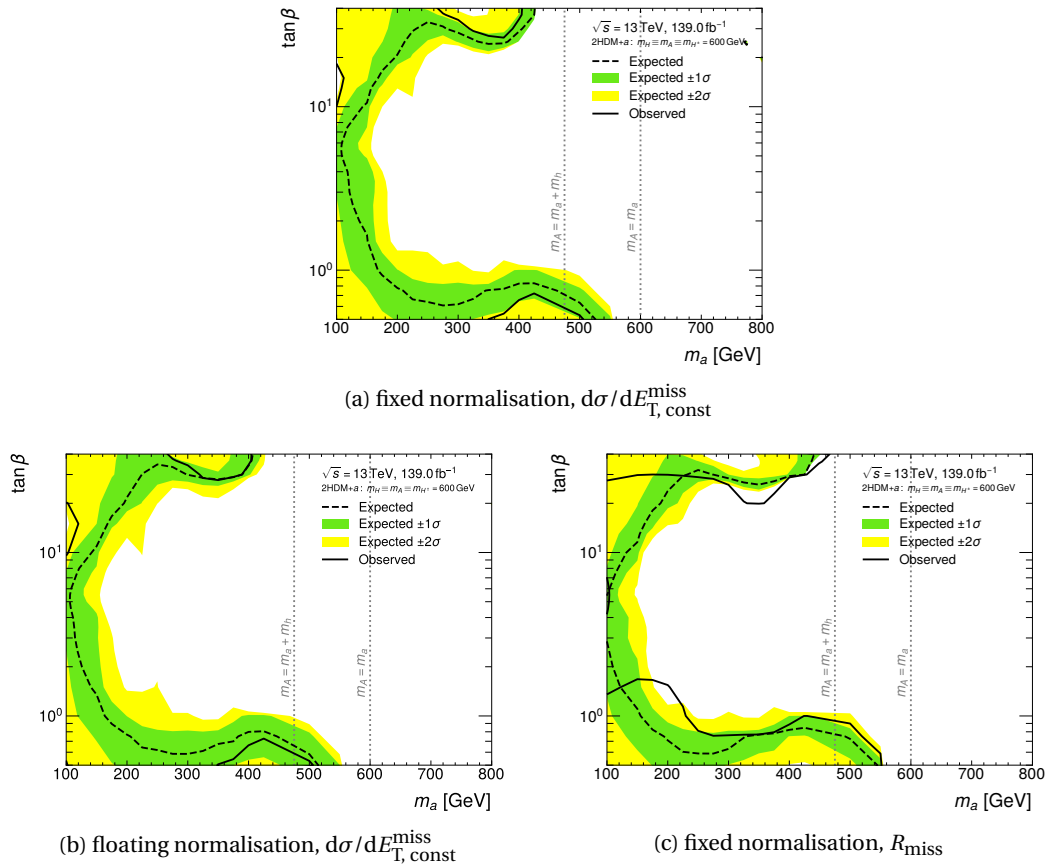 tan β
10¹
10⁰
√s = 13 TeV, 139.0 fb⁻¹
2HDM+a: m_H ≡ m_A ≡ m_H± = 600 GeV
Expected
Expected ±1σ
Expected ±2σ
Observed
m_A = m_a + m_h
m_A = m_a
100 200 300 400 500 600 700 800
m_a [GeV]
(a) fixed normalisation, dσ/dE_T, const^miss
tan β
10¹
10⁰
√s = 13 TeV, 139.0 fb⁻¹
2HDM+a: m_H ≡ m_A ≡ m_H± = 600 GeV
Expected
Expected ±1σ
Expected ±2σ
Observed
m_A = m_a + m_h
m_A = m_a
100 200 300 400 500 600 700 800
m_a [GeV]
(b) floating normalisation, dσ/dE_T, const^miss
tan β
10¹
10⁰
√s = 13 TeV, 139.0 fb⁻¹
2HDM+a: m_H ≡ m_A ≡ m_H± = 600 GeV
Expected
Expected ±1σ
Expected ±2σ
Observed
m_A = m_a + m_h
m_A = m_a
100 200 300 400 500 600 700 800
m_a [GeV]
(c) fixed normalisation, R_miss